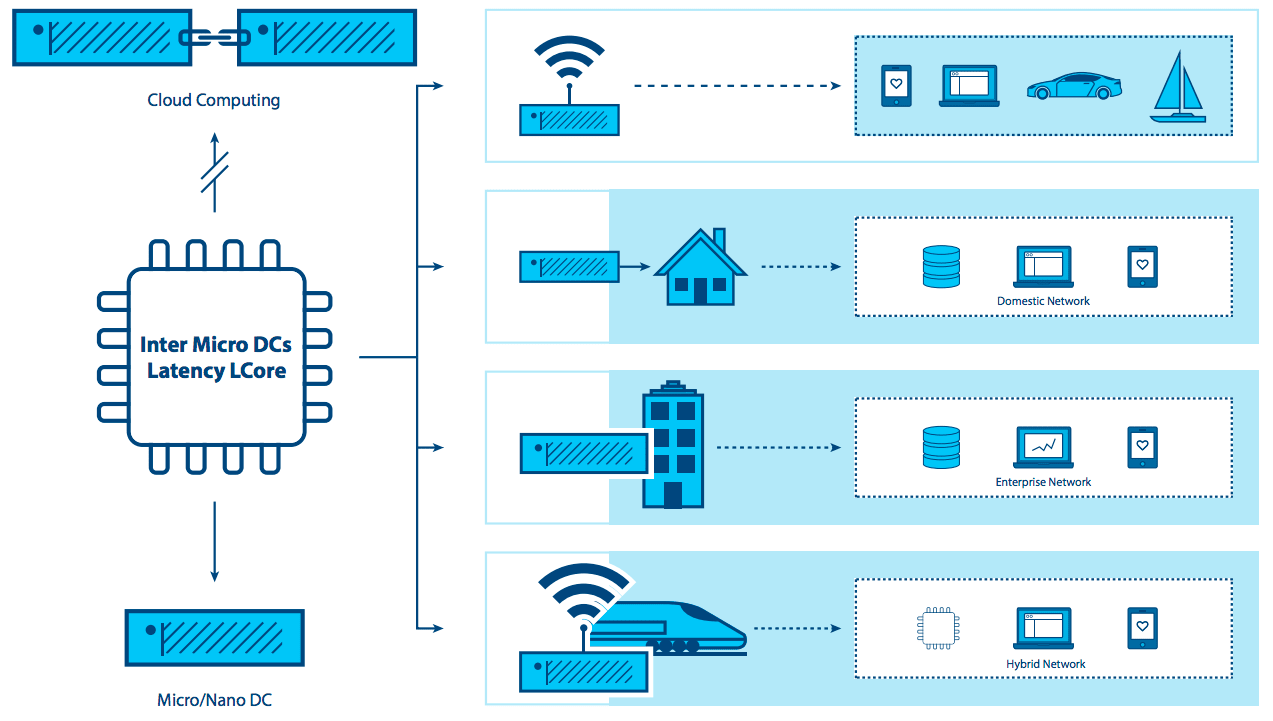 Cloud Computing
Inter Micro DCs
Latency LCore
Micro/Nano DC
Domestic Network
Enterprise Network
Hybrid Network